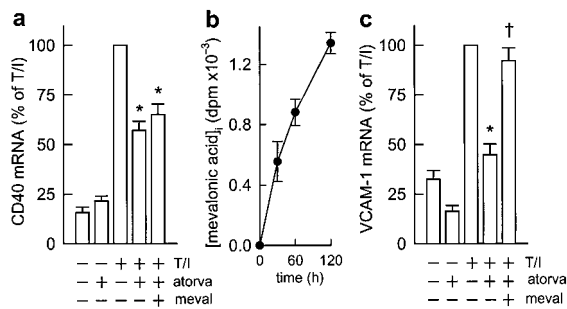 a
CD40 mRNA (% of T/I)
100
75
50
25
0
* *
– – + + + T/I
– + – + + atorva
– – – – + meval
b
[mevalonic acid]i (dpm x10⁻³)
1.2
0.8
0.4
0.0
0 60 120
time (h)
c
VCAM-1 mRNA (% of T/I)
100
75
50
25
0
* †
– – + + + T/I
– + – + + atorva
– – – – + meval